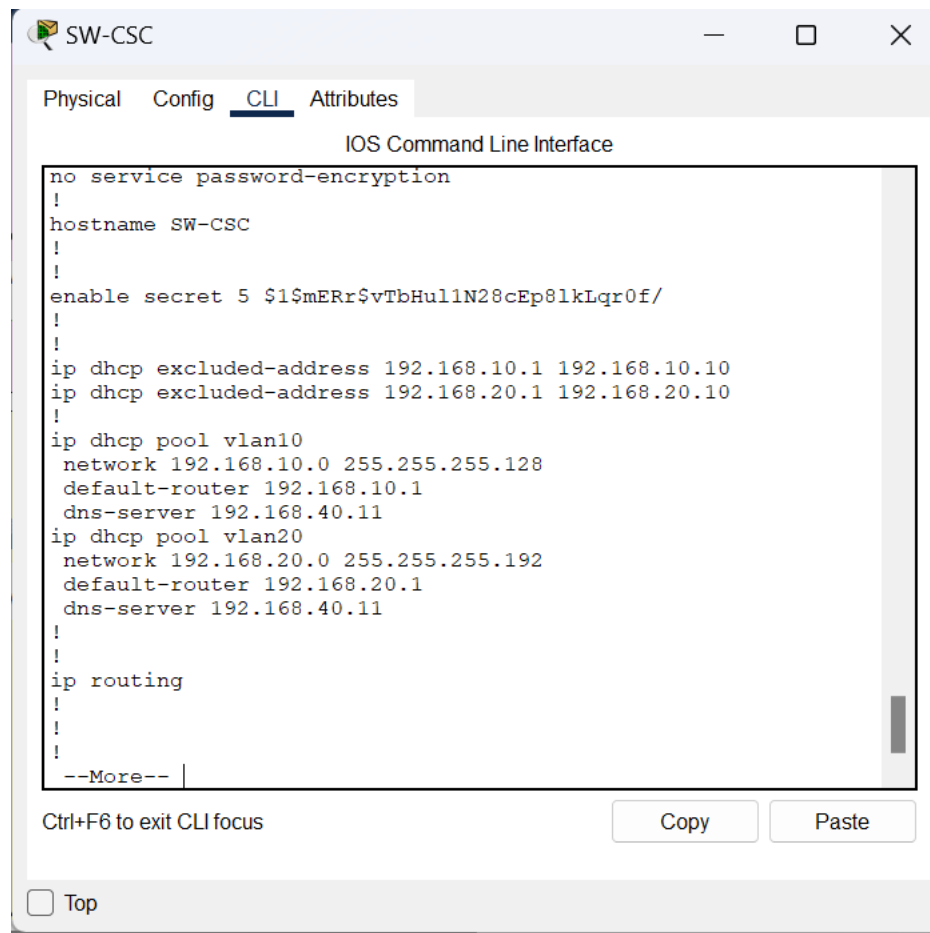 SW-CSC
Physical Config CLI Attributes
IOS Command Line Interface
no service password-encryption
!
hostname SW-CSC
!
!
enable secret 5 $1$mERr$vTbHul1N28cEp8lkLqr0f/
!
!
ip dhcp excluded-address 192.168.10.1 192.168.10.10
ip dhcp excluded-address 192.168.20.1 192.168.20.10
!
ip dhcp pool vlan10
 network 192.168.10.0 255.255.255.128
 default-router 192.168.10.1
 dns-server 192.168.40.11
ip dhcp pool vlan20
 network 192.168.20.0 255.255.255.192
 default-router 192.168.20.1
 dns-server 192.168.40.11
!
!
ip routing
!
!
!
 --More--
Ctrl+F6 to exit CLI focus
Copy Paste
Top